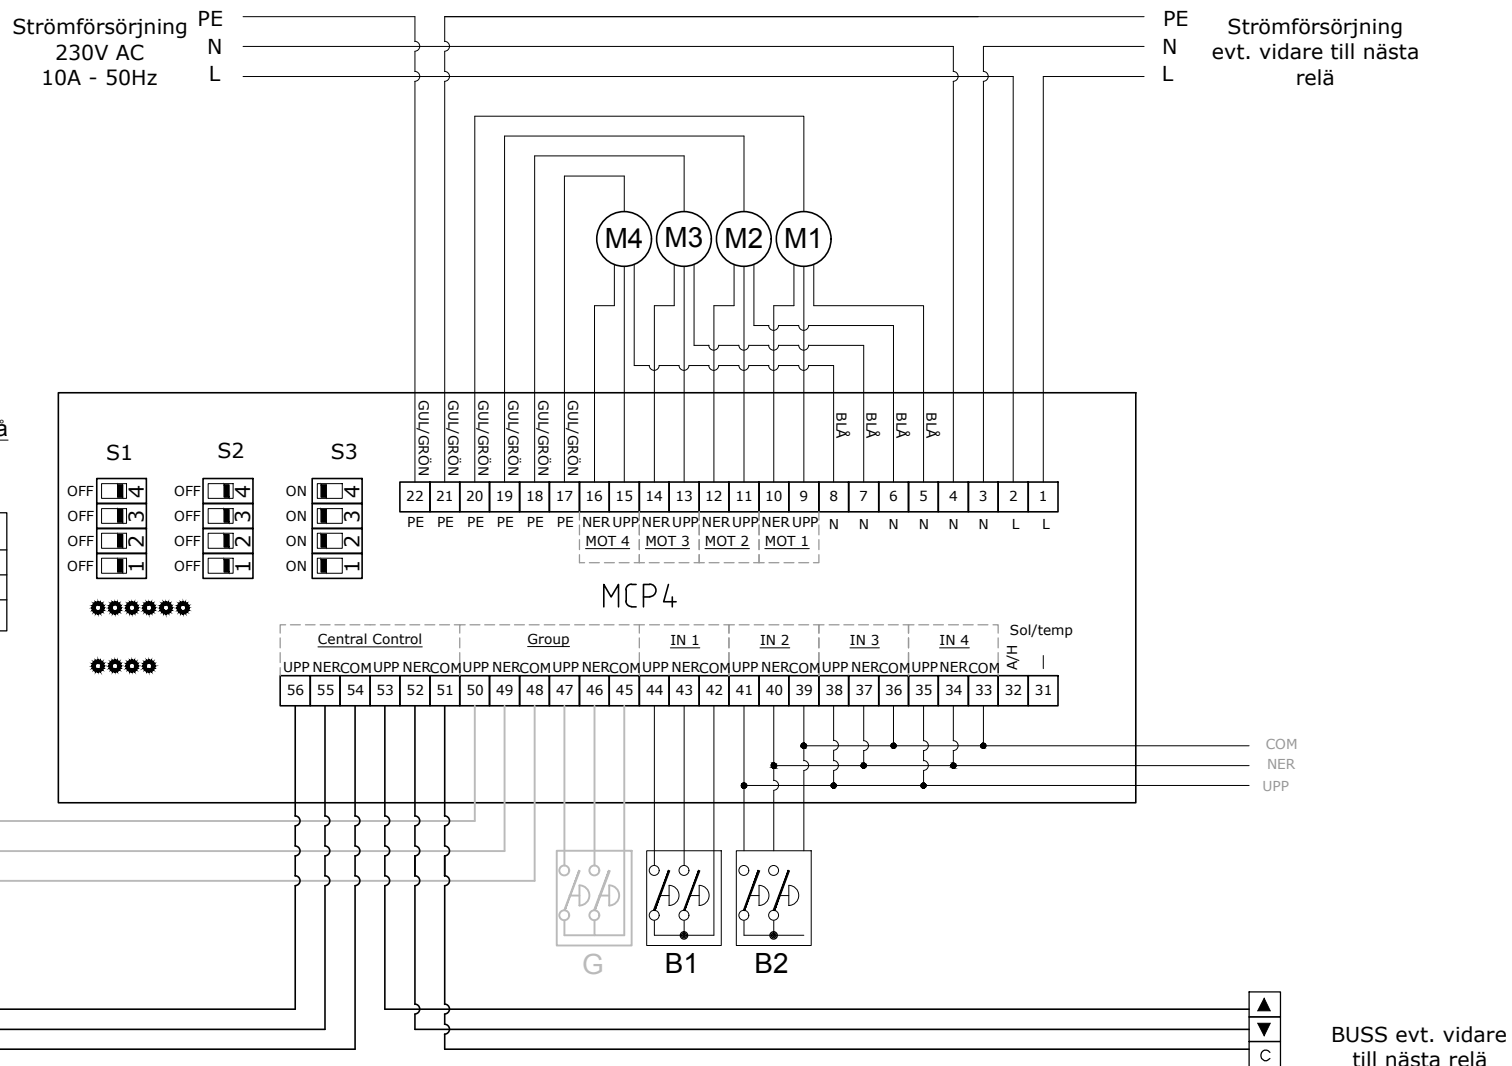 Strömförsörjning
230V AC
10A - 50Hz
PE
N
L
PE
N
L
Strömförsörjning
evt. vidare till nästa
relä
M4 M3 M2 M1
å
S1 S2 S3
GUL/GRÖN GUL/GRÖN GUL/GRÖN GUL/GRÖN GUL/GRÖN GUL/GRÖN BLÅ BLÅ BLÅ BLÅ
OFF 4 OFF 4 ON 4
OFF 3 OFF 3 ON 3
OFF 2 OFF 2 ON 2
OFF 1 OFF 1 ON 1
22 21 20 19 18 17 16 15 14 13 12 11 10 9 8 7 6 5 4 3 2 1
PE PE PE PE PE PE NER UPP NER UPP NER UPP NER UPP N N N N N N L L
MOT 4 MOT 3 MOT 2 MOT 1
MCP4
Central Control Group IN 1 IN 2 IN 3 IN 4 Sol/temp
UPP NER COM UPP NER COM UPP NER COM UPP NER COM UPP NER COM UPP NER COM UPP NER COM UPP NER COM A/H —
56 55 54 53 52 51 50 49 48 47 46 45 44 43 42 41 40 39 38 37 36 35 34 33 32 31
COM
NER
UPP
G B1 B2
▲
▼
C
BUSS evt. vidare
till nästa relä